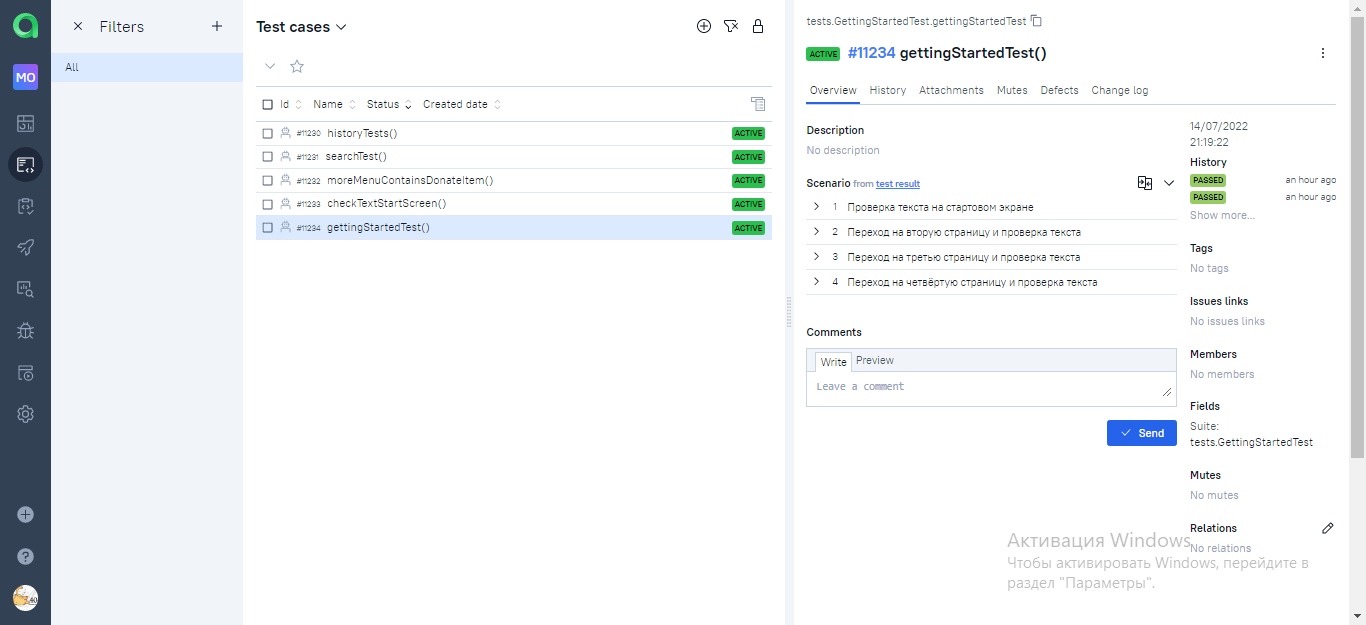 MO
Filters
All
Test cases
Id Name Status Created date
#11230 historyTests() ACTIVE
#11231 searchTest() ACTIVE
#11232 moreMenuContainsDonateItem() ACTIVE
#11233 checkTextStartScreen() ACTIVE
#11234 gettingStartedTest() ACTIVE
tests.GettingStartedTest.gettingStartedTest
ACTIVE #11234 gettingStartedTest()
Overview History Attachments Mutes Defects Change log
Description
No description
Scenario from test result
1 Проверка текста на стартовом экране
2 Переход на вторую страницу и проверка текста
3 Переход на третью страницу и проверка текста
4 Переход на четвёртую страницу и проверка текста
Comments
Write Preview
Leave a comment
Send
14/07/2022
21:19:22
History
PASSED an hour ago
PASSED an hour ago
Show more...
Tags
No tags
Issues links
No issues links
Members
No members
Fields
Suite:
tests.GettingStartedTest
Mutes
No mutes
Relations
No relations
Активация Windows
Чтобы активировать Windows, перейдите в
раздел "Параметры".